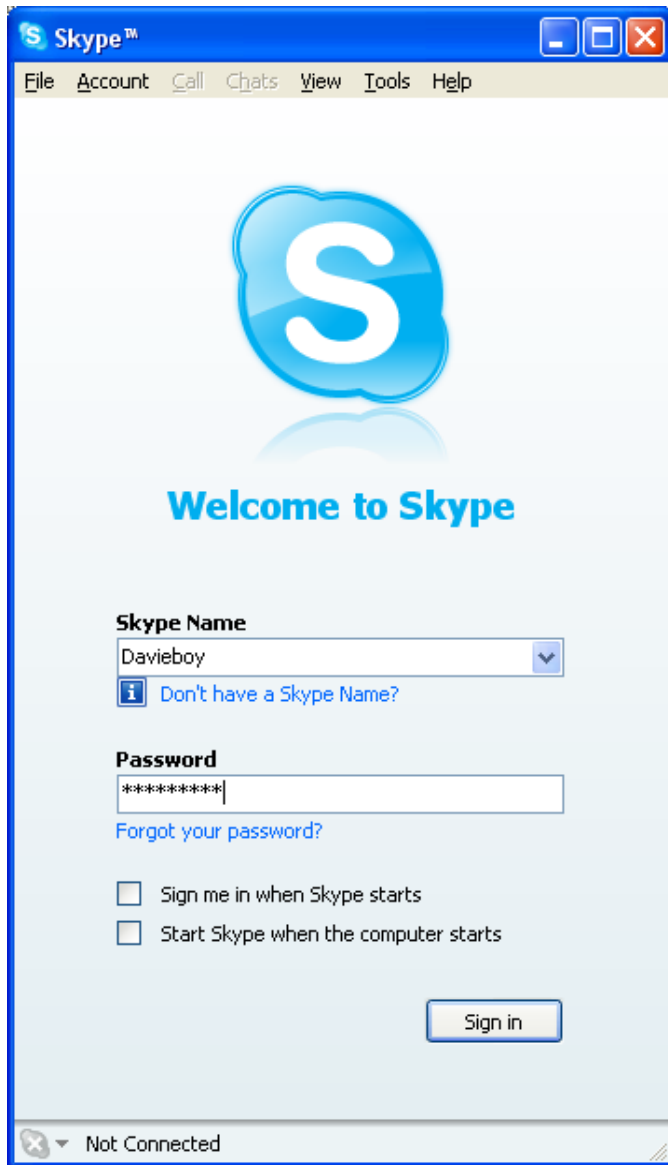 Skype™
File Account Call Chats View Tools Help
Welcome to Skype
Skype Name
Davieboy
Don't have a Skype Name?
Password
*********
Forgot your password?
Sign me in when Skype starts
Start Skype when the computer starts
Sign in
Not Connected